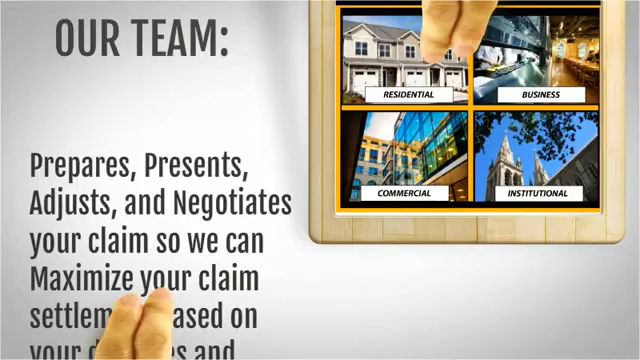 OUR TEAM:
RESIDENTIAL
BUSINESS
COMMERCIAL
INSTITUTIONAL
Prepares, Presents,
Adjusts, and Negotiates
your claim so we can
Maximize your claim
on
your and